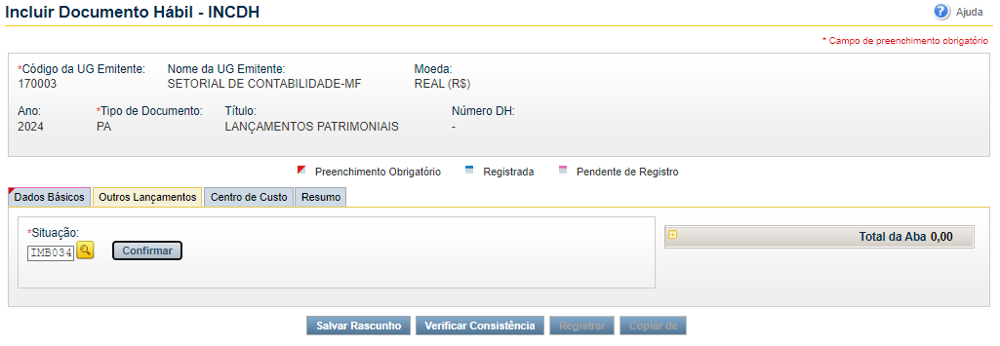 Incluir Documento Hábil - INCDH
Ajuda
* Campo de preenchimento obrigatório
*Código da UG Emitente: Nome da UG Emitente: Moeda:
170003 SETORIAL DE CONTABILIDADE-MF REAL (R$)
Ano: *Tipo de Documento: Título: Número DH:
2024 PA LANÇAMENTOS PATRIMONIAIS -
Preenchimento Obrigatório Registrada Pendente de Registro
Dados Básicos Outros Lançamentos Centro de Custo Resumo
*Situação:
IMB034 Confirmar
Total da Aba 0,00
Salvar Rascunho Verificar Consistência Registrar Copiar de